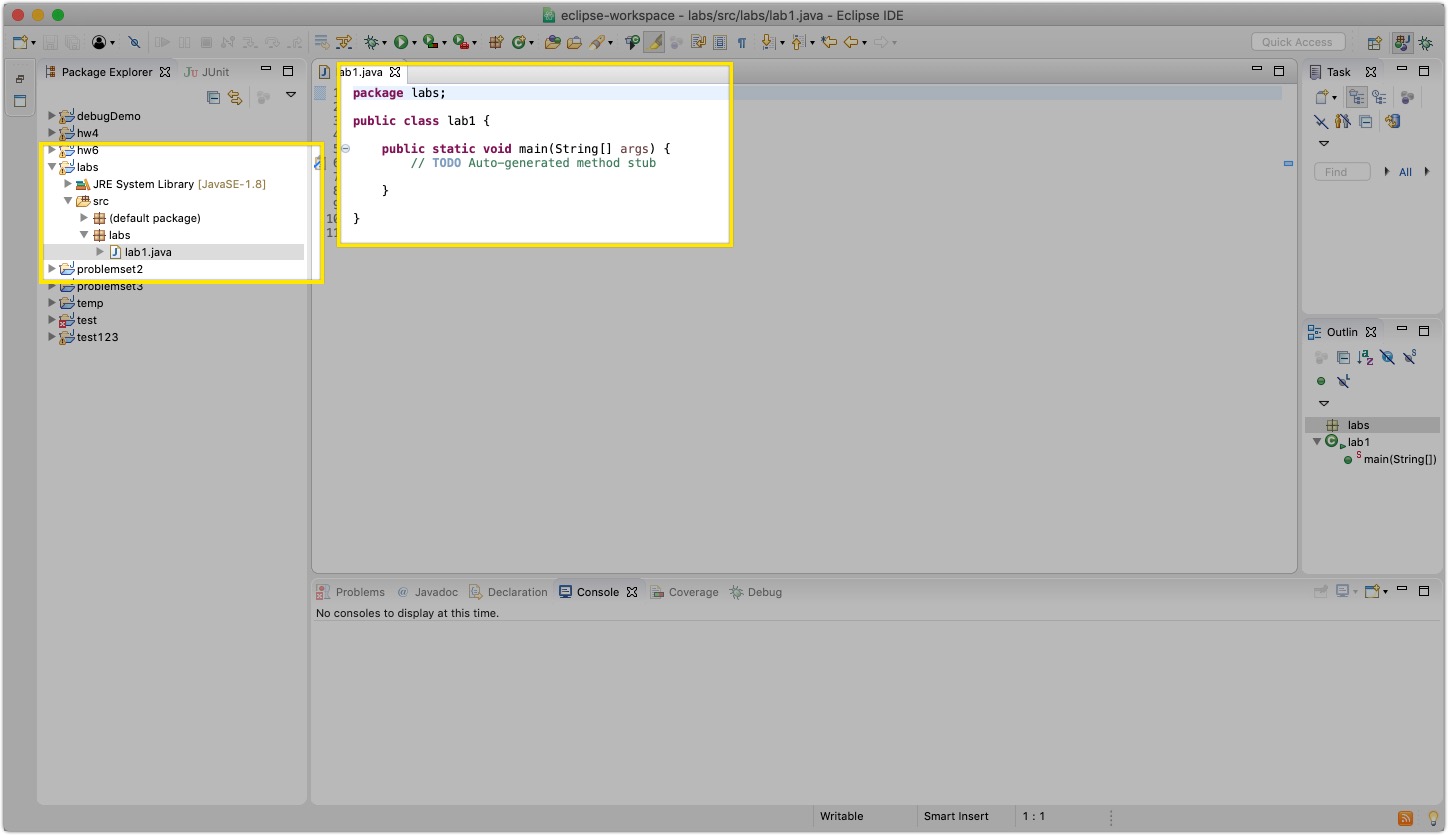 eclipse-workspace - labs/src/labs/lab1.java - Eclipse IDE
Quick Access
Package Explorer
JUnit
debugDemo
hw4
hw6
labs
JRE System Library [JavaSE-1.8]
src
(default package)
labs
lab1.java
problemset2
problemset3
temp
test
test123
lab1.java
package labs;
public class lab1 {
public static void main(String[] args) {
// TODO Auto-generated method stub
}
}
Task
Find
All
Outlin
labs
lab1
main(String[])
Problems
Javadoc
Declaration
Console
Coverage
Debug
No consoles to display at this time.
Writable
Smart Insert
1 : 1